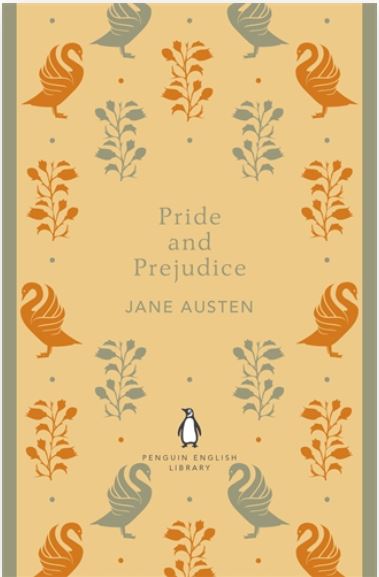 Pride
and
Prejudice
JANE AUSTEN
PENGUIN ENGLISH
LIBRARY